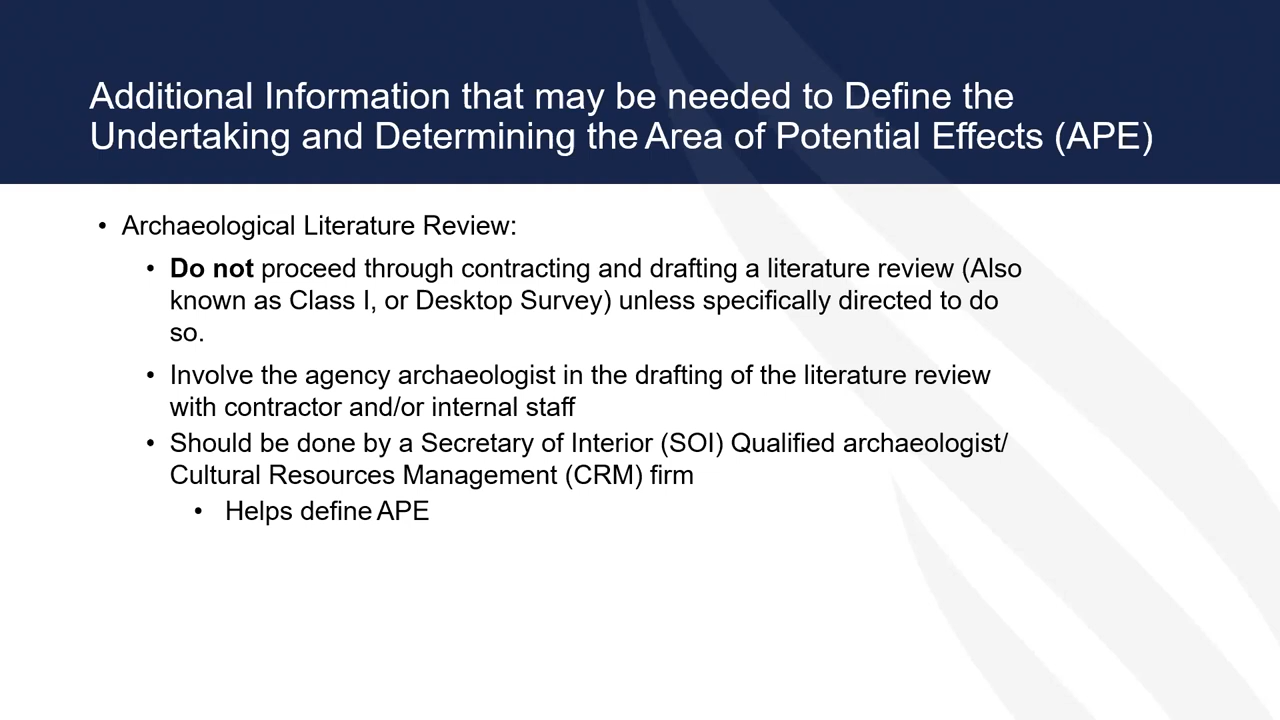 Additional Information that may be needed to Define the
Undertaking and Determining the Area of Potential Effects (APE)
• Archaeological Literature Review:
• Do not proceed through contracting and drafting a literature review (Also
known as Class I, or Desktop Survey) unless specifically directed to do
so.
• Involve the agency archaeologist in the drafting of the literature review
with contractor and/or internal staff
• Should be done by a Secretary of Interior (SOI) Qualified archaeologist/
Cultural Resources Management (CRM) firm
• Helps define APE